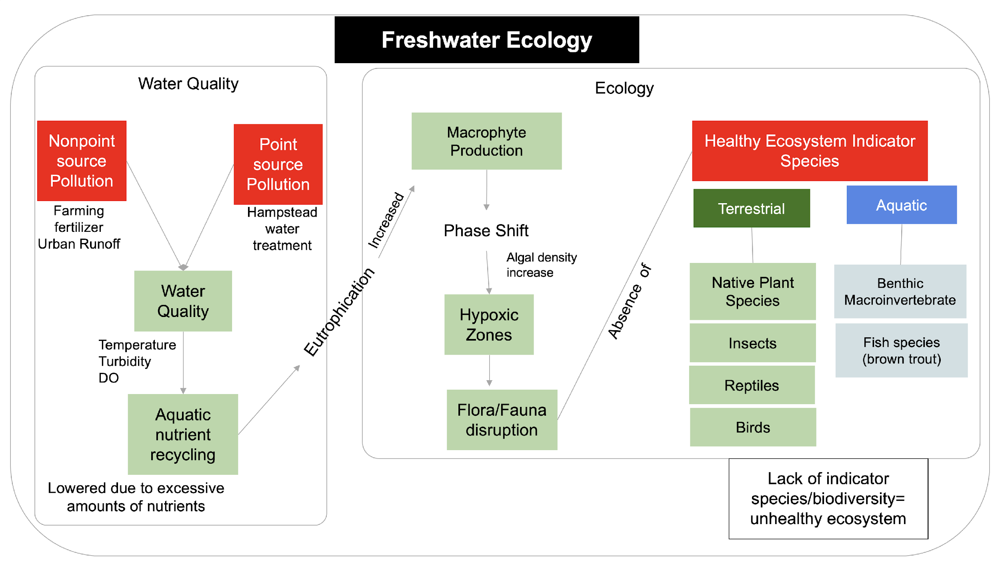 Freshwater Ecology
Water Quality
Nonpoint
source
Pollution
Farming
fertilizer
Urban Runoff
Point
source
Pollution
Hampstead
water
treatment
Water
Quality
Temperature
Turbidity
DO
Aquatic
nutrient
recycling
Lowered due to excessive
amounts of nutrients
Eutrophication
Increased
Ecology
Macrophyte
Production
Phase Shift
Algal density
increase
Hypoxic
Zones
Flora/Fauna
disruption
Absence of
Healthy Ecosystem Indicator
Species
Terrestrial
Native Plant
Species
Insects
Reptiles
Birds
Aquatic
Benthic
Macroinvertebrate
Fish species
(brown trout)
Lack of indicator
species/biodiversity=
unhealthy ecosystem